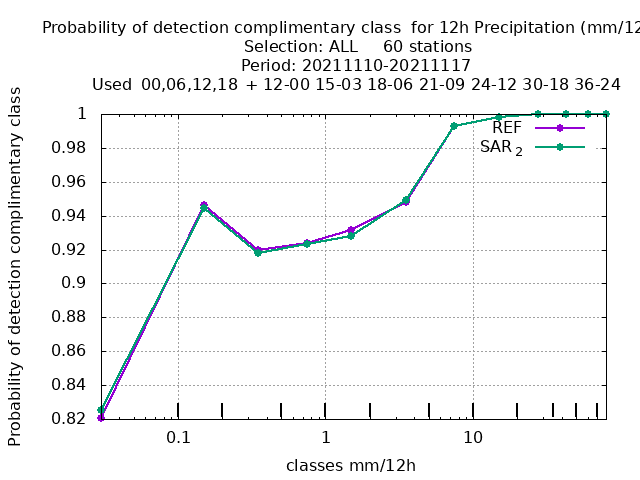 Probability of detection complimentary class  for 12h Precipitation (mm/12
Selection: ALL     60 stations
Period: 20211110-20211117
Used  00,06,12,18  + 12-00 15-03 18-06 21-09 24-12 30-18 36-24
Probability of detection complimentary class
1
0.98
0.96
0.94
0.92
0.9
0.88
0.86
0.84
0.82
REF
SAR 2
0.1
1
10
classes mm/12h